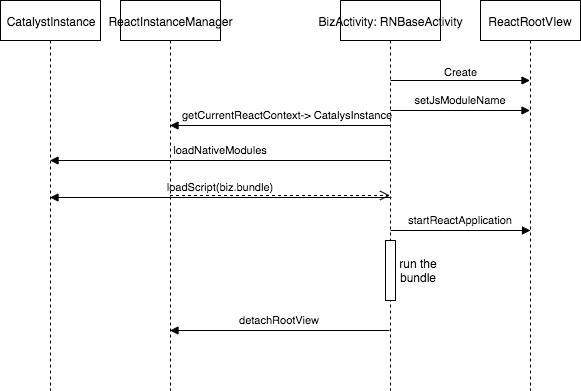 CatalystInstance
ReactInstanceManager
BizActivity: RNBaseActivity
ReactRootVIew
Create
setJsModuleName
getCurrentReactContext-> CatalysInstance
loadNativeModules
loadScript(biz.bundle)
startReactApplication
run the
bundle
detachRootView